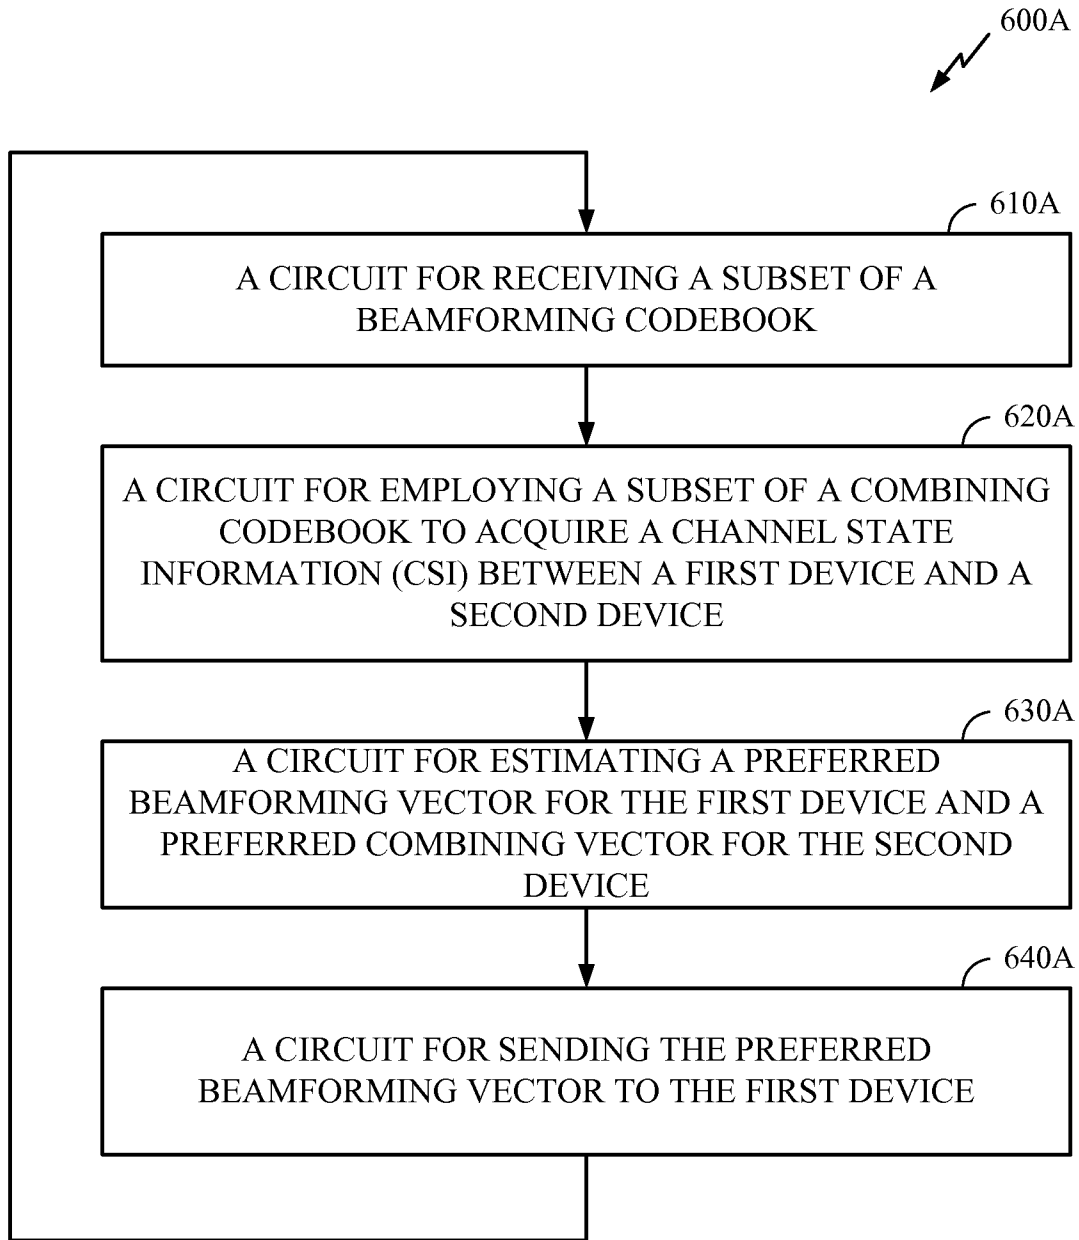 600A
610A
A CIRCUIT FOR RECEIVING A SUBSET OF A
BEAMFORMING CODEBOOK
620A
A CIRCUIT FOR EMPLOYING A SUBSET OF A COMBINING
CODEBOOK TO ACQUIRE A CHANNEL STATE
INFORMATION (CSI) BETWEEN A FIRST DEVICE AND A
SECOND DEVICE
630A
A CIRCUIT FOR ESTIMATING A PREFERRED
BEAMFORMING VECTOR FOR THE FIRST DEVICE AND A
PREFERRED COMBINING VECTOR FOR THE SECOND
DEVICE
640A
A CIRCUIT FOR SENDING THE PREFERRED
BEAMFORMING VECTOR TO THE FIRST DEVICE